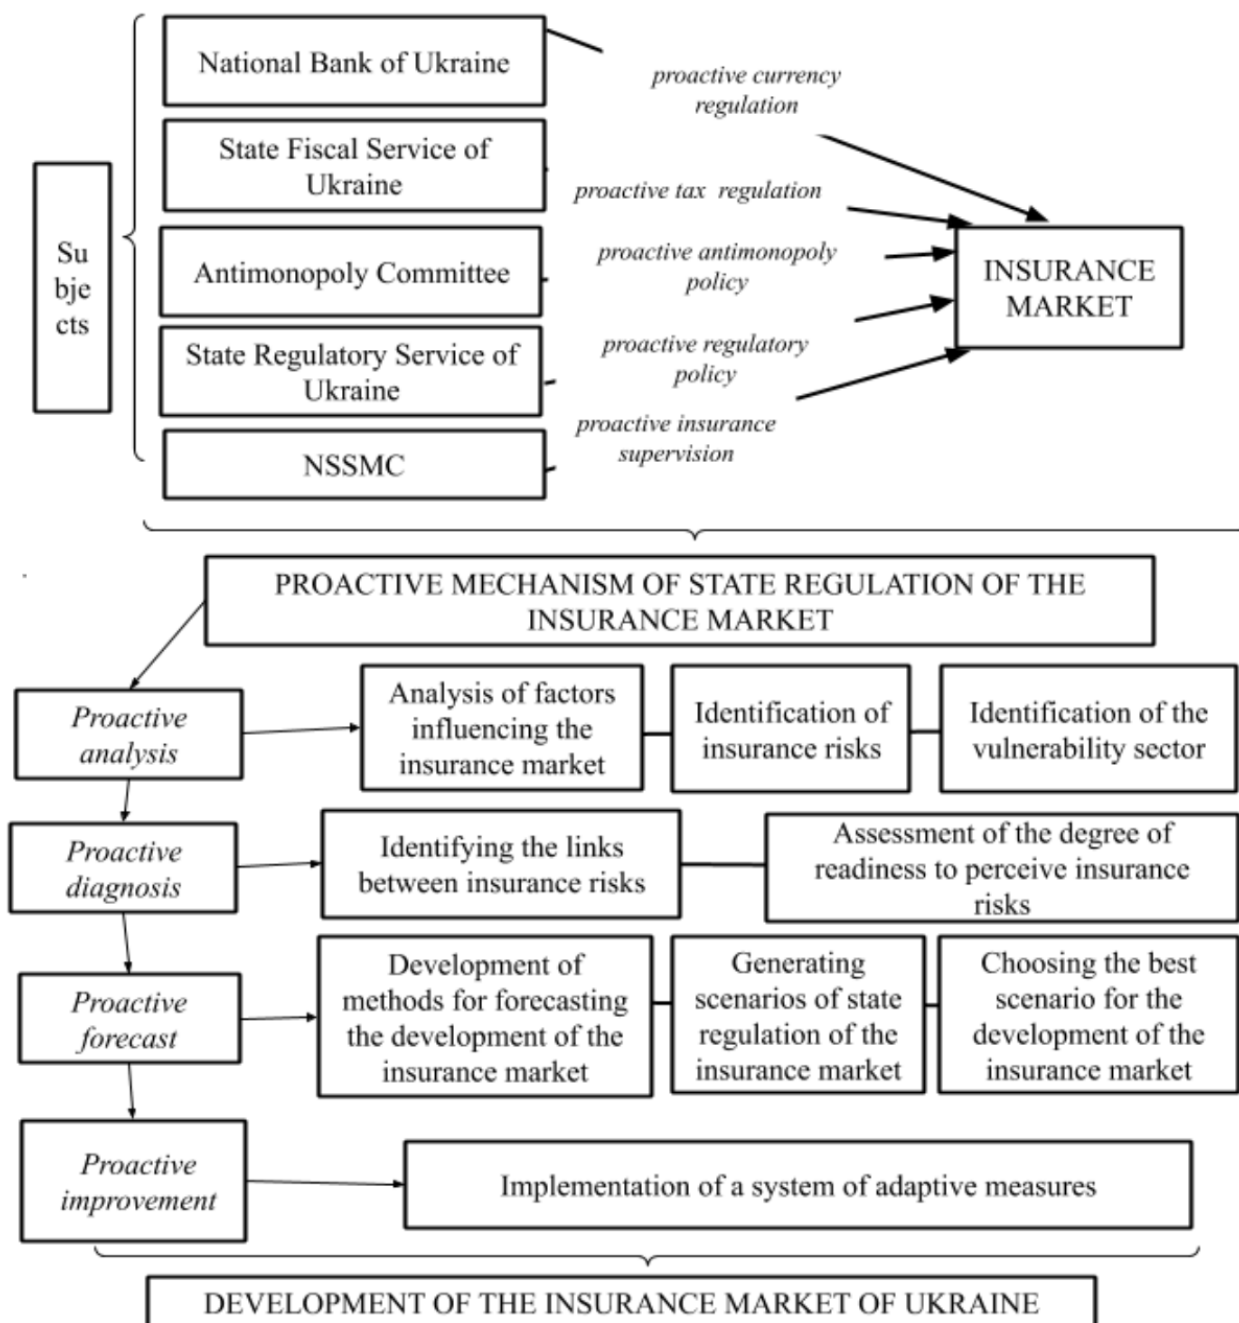 National Bank of Ukraine
proactive currency
regulation
State Fiscal Service of
Ukraine
proactive tax regulation
Su
bje
cts
Antimonopoly Committee
proactive antimonopoly
policy
INSURANCE
MARKET
State Regulatory Service of
Ukraine
proactive regulatory
policy
NSSMC
proactive insurance
supervision
PROACTIVE MECHANISM OF STATE REGULATION OF THE
INSURANCE MARKET
Proactive
analysis
Analysis of factors
influencing the
insurance market
Identification of
insurance risks
Identification of the
vulnerability sector
Proactive
diagnosis
Identifying the links
between insurance risks
Assessment of the degree of
readiness to perceive insurance
risks
Proactive
forecast
Development of
methods for forecasting
the development of the
insurance market
Generating
scenarios of state
regulation of the
insurance market
Choosing the best
scenario for the
development of the
insurance market
Proactive
improvement
Implementation of a system of adaptive measures
DEVELOPMENT OF THE INSURANCE MARKET OF UKRAINE